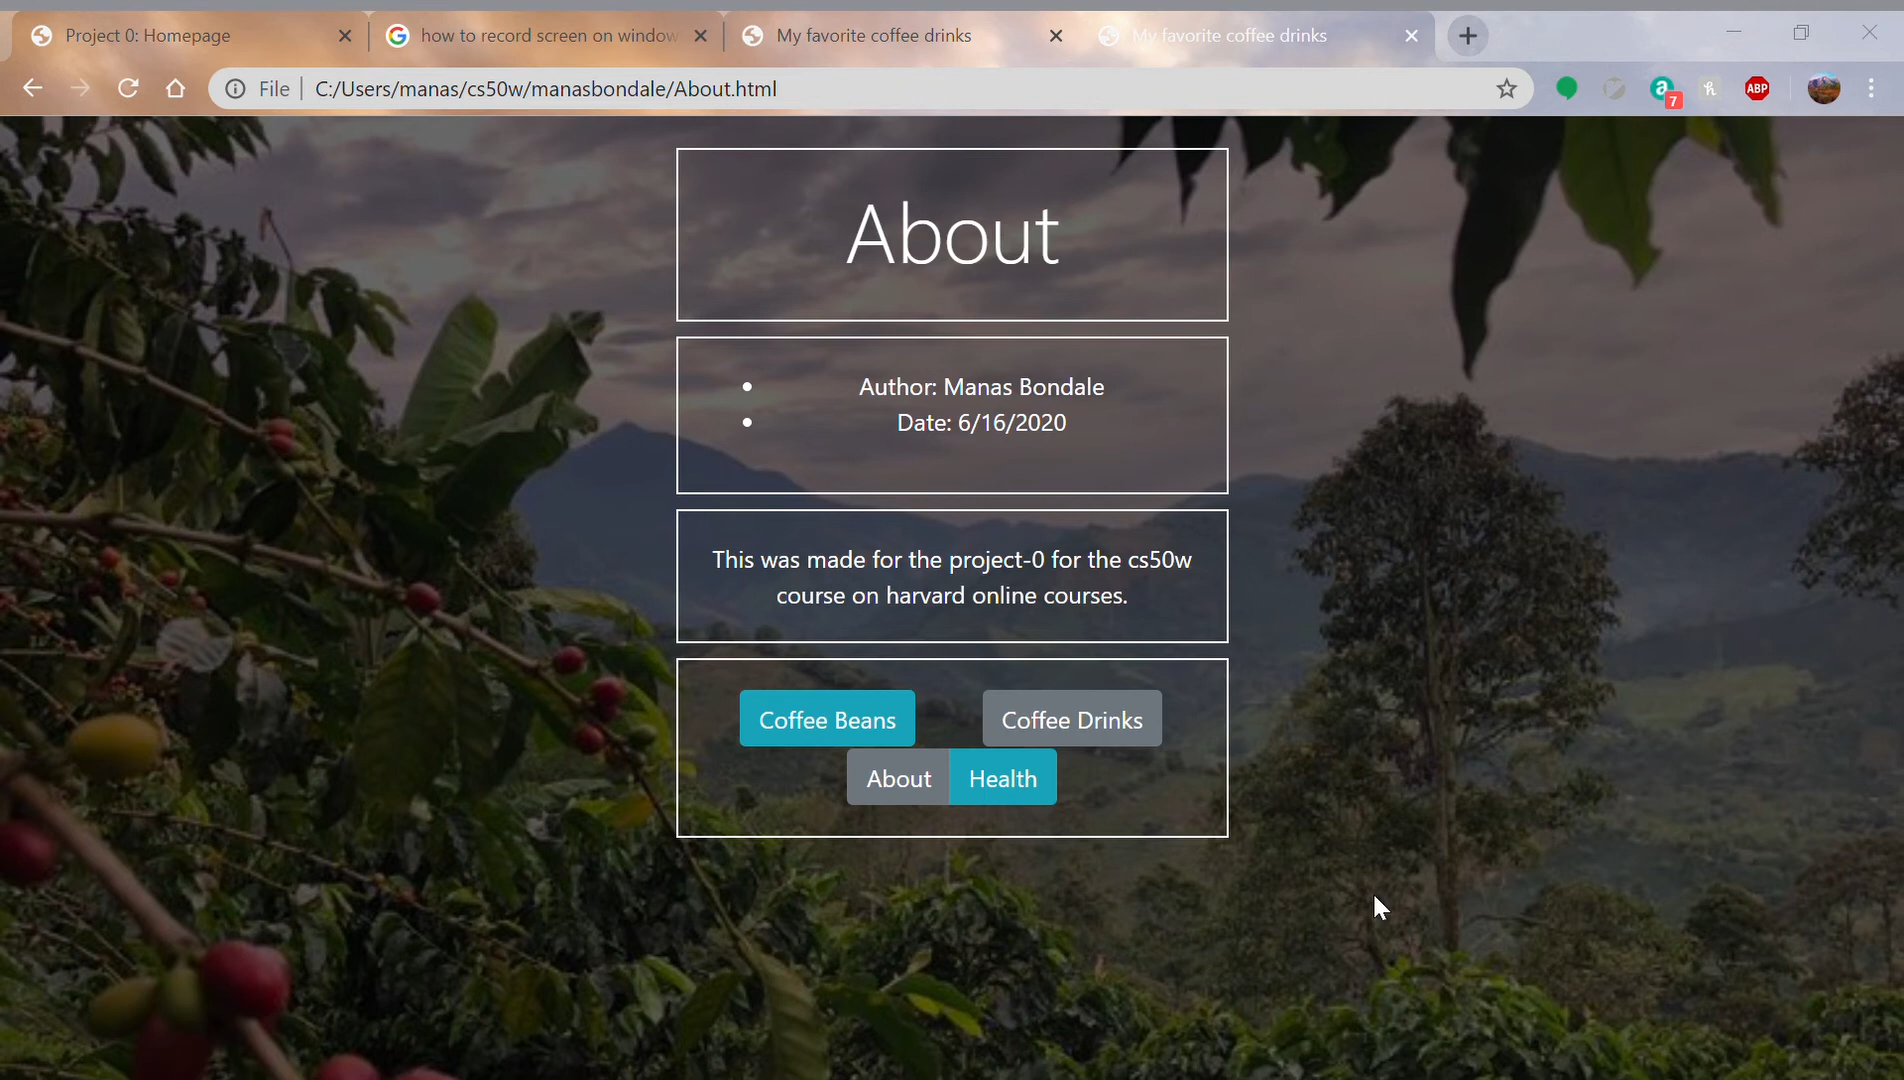 Project 0: Homepage
how to record screen on window
My favorite coffee drinks
My favorite coffee drinks
File
C:/Users/manas/cs50w/manasbondale/About.html
a
7
ABP
About
Author: Manas Bondale
Date: 6/16/2020
This was made for the project-0 for the cs50w
course on harvard online courses.
Coffee Beans
Coffee Drinks
About
Health